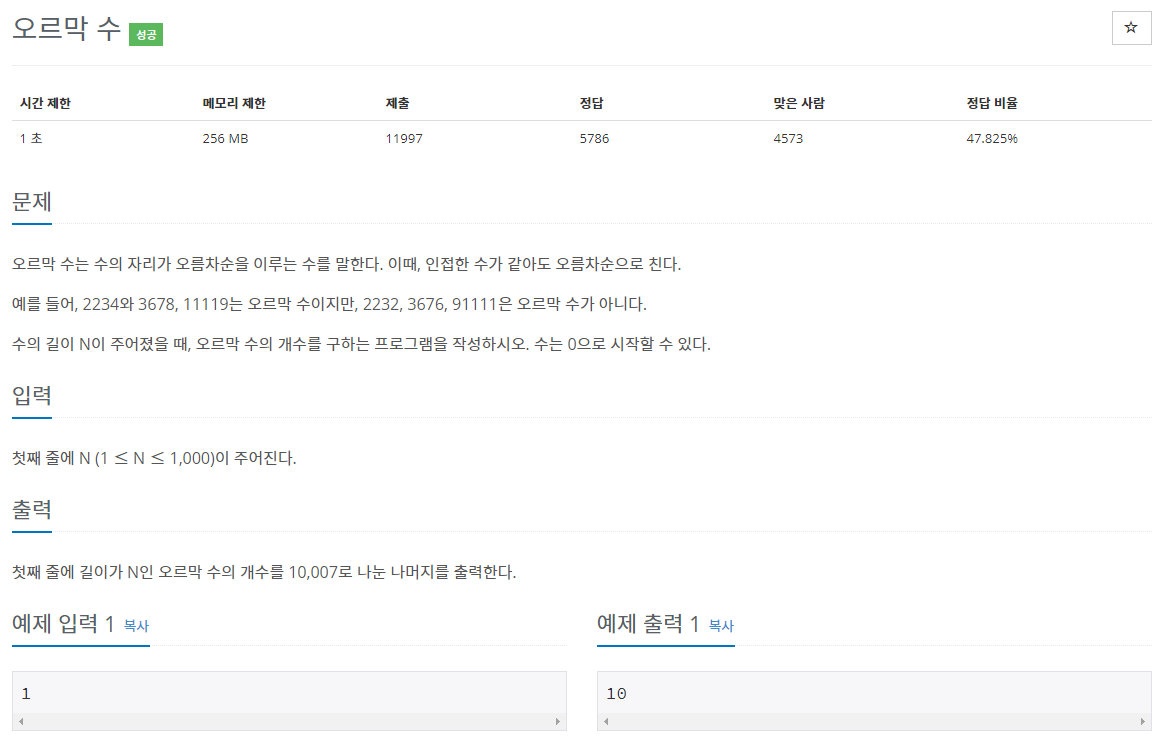 오르막 수 성공
☆
시간 제한 메모리 제한 제출 정답 맞은 사람 정답 비율
1 초 256 MB 11997 5786 4573 47.825%
문제
오르막 수는 수의 자리가 오름차순을 이루는 수를 말한다. 이때, 인접한 수가 같아도 오름차순으로 친다.
예를 들어, 2234와 3678, 11119는 오르막 수이지만, 2232, 3676, 91111은 오르막 수가 아니다.
수의 길이 N이 주어졌을 때, 오르막 수의 개수를 구하는 프로그램을 작성하시오. 수는 0으로 시작할 수 있다.
입력
첫째 줄에 N (1 ≤ N ≤ 1,000)이 주어진다.
출력
첫째 줄에 길이가 N인 오르막 수의 개수를 10,007로 나눈 나머지를 출력한다.
예제 입력 1 복사
1
예제 출력 1 복사
10